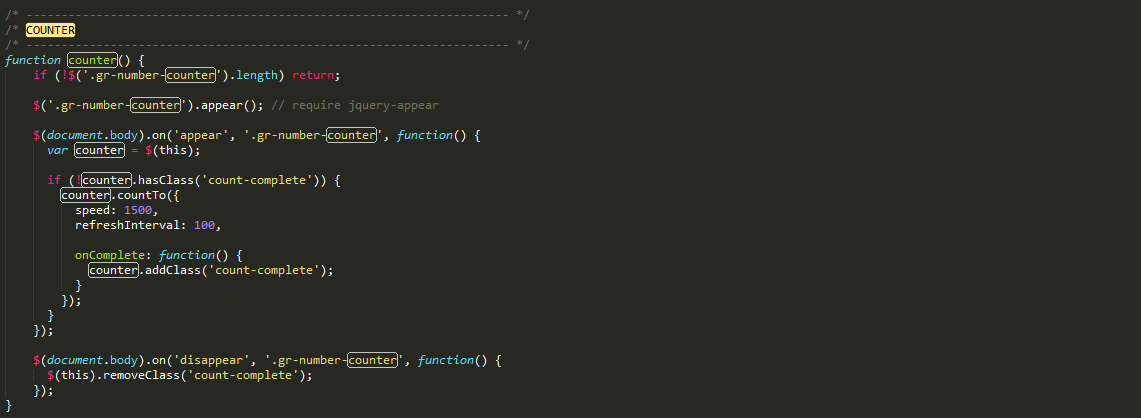 /* --------------------------------------------------------------------- */
/* COUNTER
/* --------------------------------------------------------------------- */
function counter() {
    if (!$('.gr-number-counter').length) return;

    $('.gr-number-counter').appear(); // require jquery-appear

    $(document.body).on('appear', '.gr-number-counter', function() {
      var counter = $(this);

      if (!counter.hasClass('count-complete')) {
        counter.countTo({
          speed: 1500,
          refreshInterval: 100,

          onComplete: function() {
            counter.addClass('count-complete');
          }
        });
      }
    });

    $(document.body).on('disappear', '.gr-number-counter', function() {
      $(this).removeClass('count-complete');
    });
}